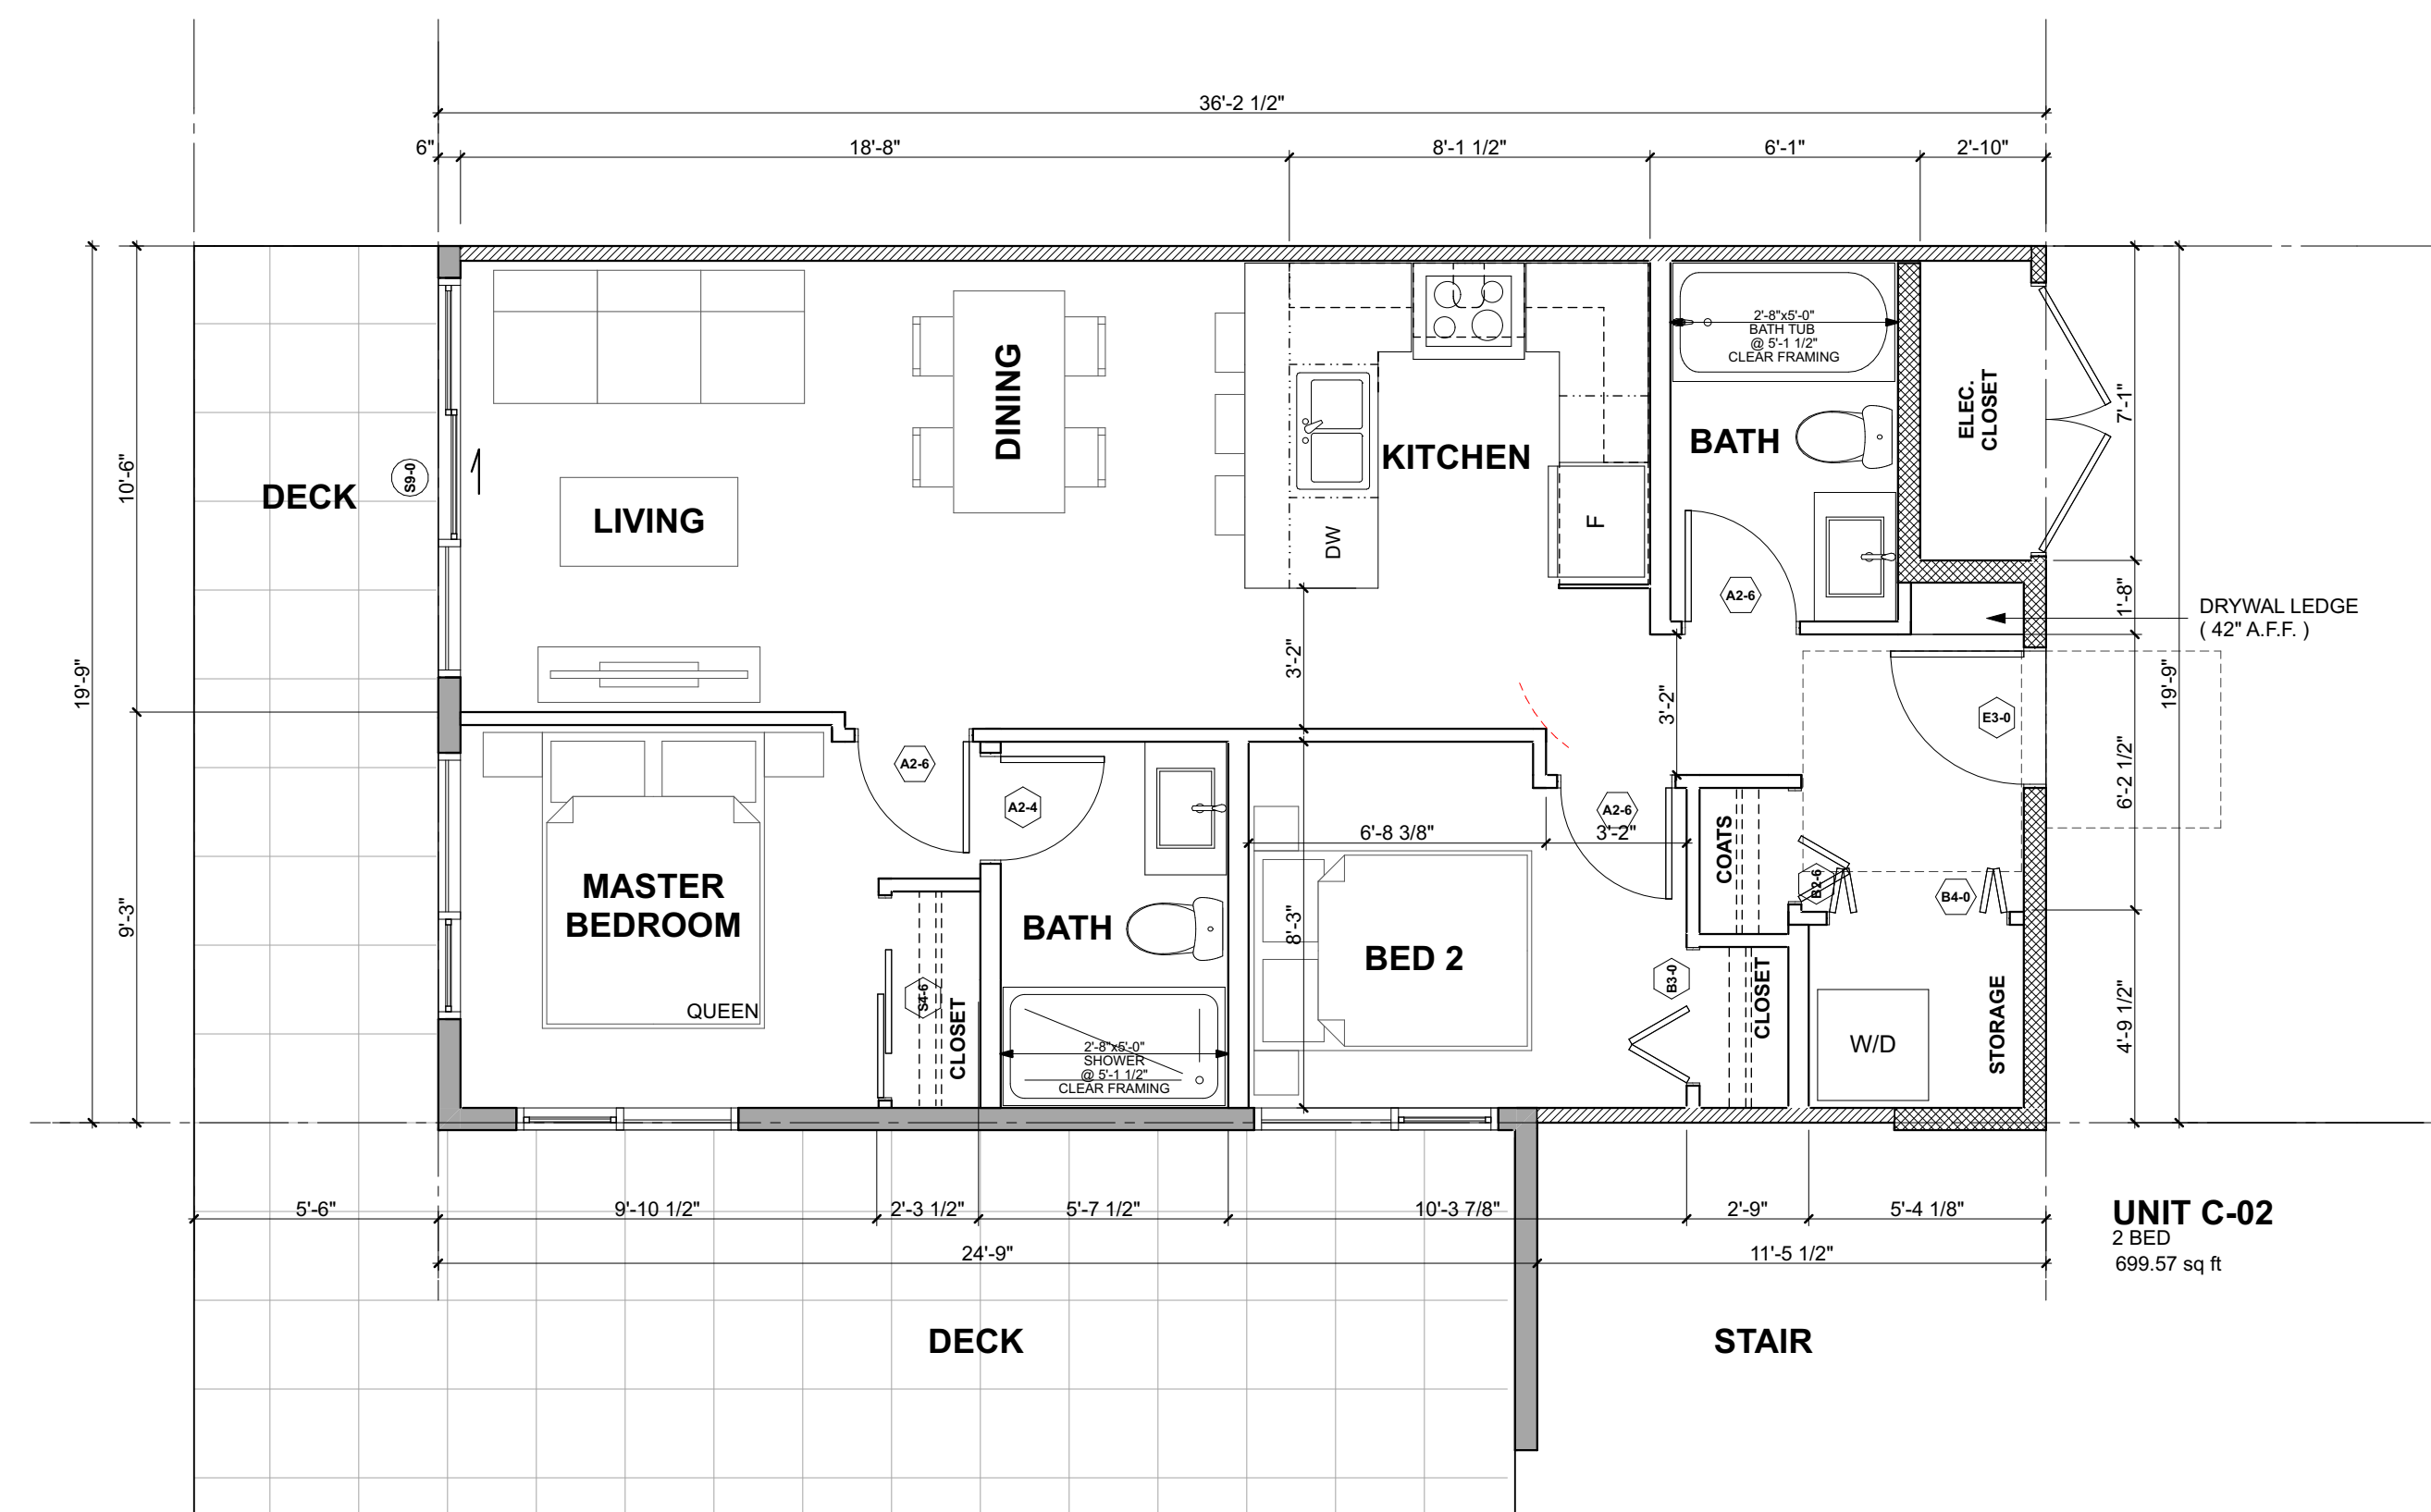 36'-2 1/2"
6"
18'-8"
8'-1 1/2"
6'-1"
2'-10"
19'-9"
10'-6"
9'-3"
DECK
S9-0
LIVING
DINING
KITCHEN
DW
F
2'-8"x5'-0"
BATH TUB
@ 5'-1 1/2"
CLEAR FRAMING
BATH
A2-6
ELEC.
CLOSET
7'-1"
1'-8"
6'-2 1/2"
4'-9 1/2"
19'-9"
DRYWAL LEDGE
( 42" A.F.F. )
3'-2"
3'-2"
E3-0
A2-6
A2-4
A2-6
6'-8 3/8"
3'-2"
COATS
B2-6
B4-0
MASTER
BEDROOM
QUEEN
S4-6
CLOSET
BATH
2'-8"x5'-0"
SHOWER
@ 5'-1 1/2"
CLEAR FRAMING
8'-3"
BED 2
B3-0
CLOSET
W/D
STORAGE
5'-6"
9'-10 1/2"
2'-3 1/2"
5'-7 1/2"
10'-3 7/8"
2'-9"
5'-4 1/8"
24'-9"
11'-5 1/2"
UNIT C-02
2 BED
699.57 sq ft
DECK
STAIR